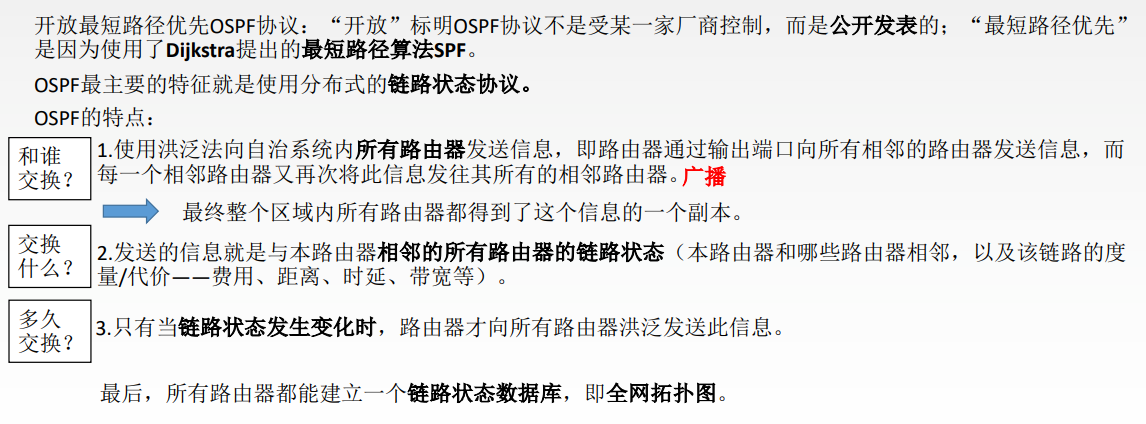 开放最短路径优先OSPF协议：“开放”标明OSPF协议不是受某一家厂商控制，而是公开发表的；“最短路径优先”
是因为使用了Dijkstra提出的最短路径算法SPF。
OSPF最主要的特征就是使用分布式的链路状态协议。
OSPF的特点：
和谁
交换？
1.使用洪泛法向自治系统内所有路由器发送信息，即路由器通过输出端口向所有相邻的路由器发送信息，而
每一个相邻路由器又再次将此信息发往其所有的相邻路由器。广播
最终整个区域内所有路由器都得到了这个信息的一个副本。
交换
什么？
2.发送的信息就是与本路由器相邻的所有路由器的链路状态（本路由器和哪些路由器相邻，以及该链路的度
量/代价——费用、距离、时延、带宽等）。
多久
交换？
3.只有当链路状态发生变化时，路由器才向所有路由器洪泛发送此信息。
最后，所有路由器都能建立一个链路状态数据库，即全网拓扑图。